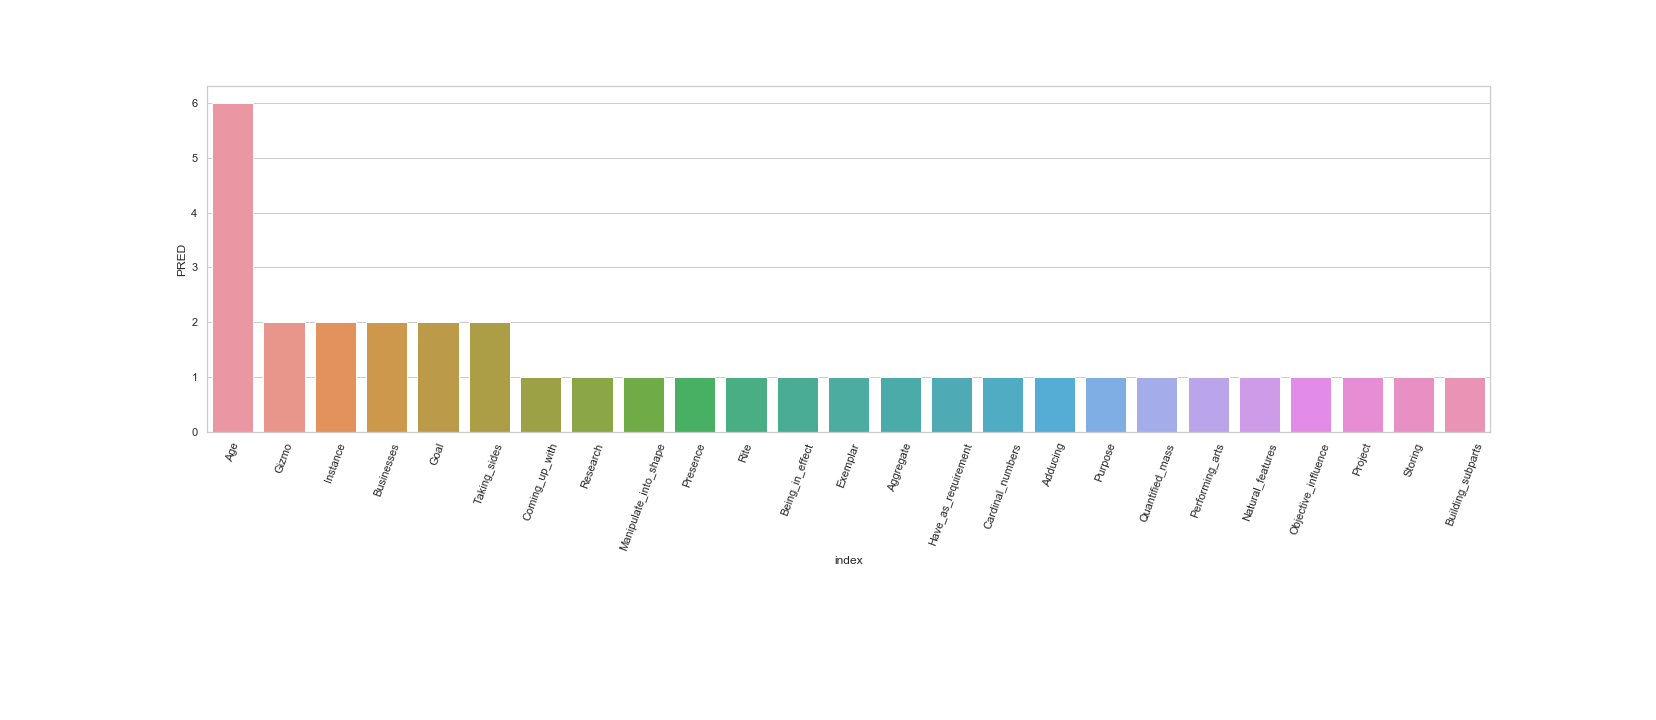 6
5
4
3
2
1
0
PRED
Age
Gizmo
Instance
Businesses
Goal
Taking_sides
Coming_up_with
Research
Manipulate_into_shape
Presence
Rite
Being_in_effect
Exemplar
Aggregate
Have_as_requirement
Cardinal_numbers
Adducing
Purpose
Quantified_mass
Performing_arts
Natural_features
Objective_influence
Project
Storing
Building_subparts
index